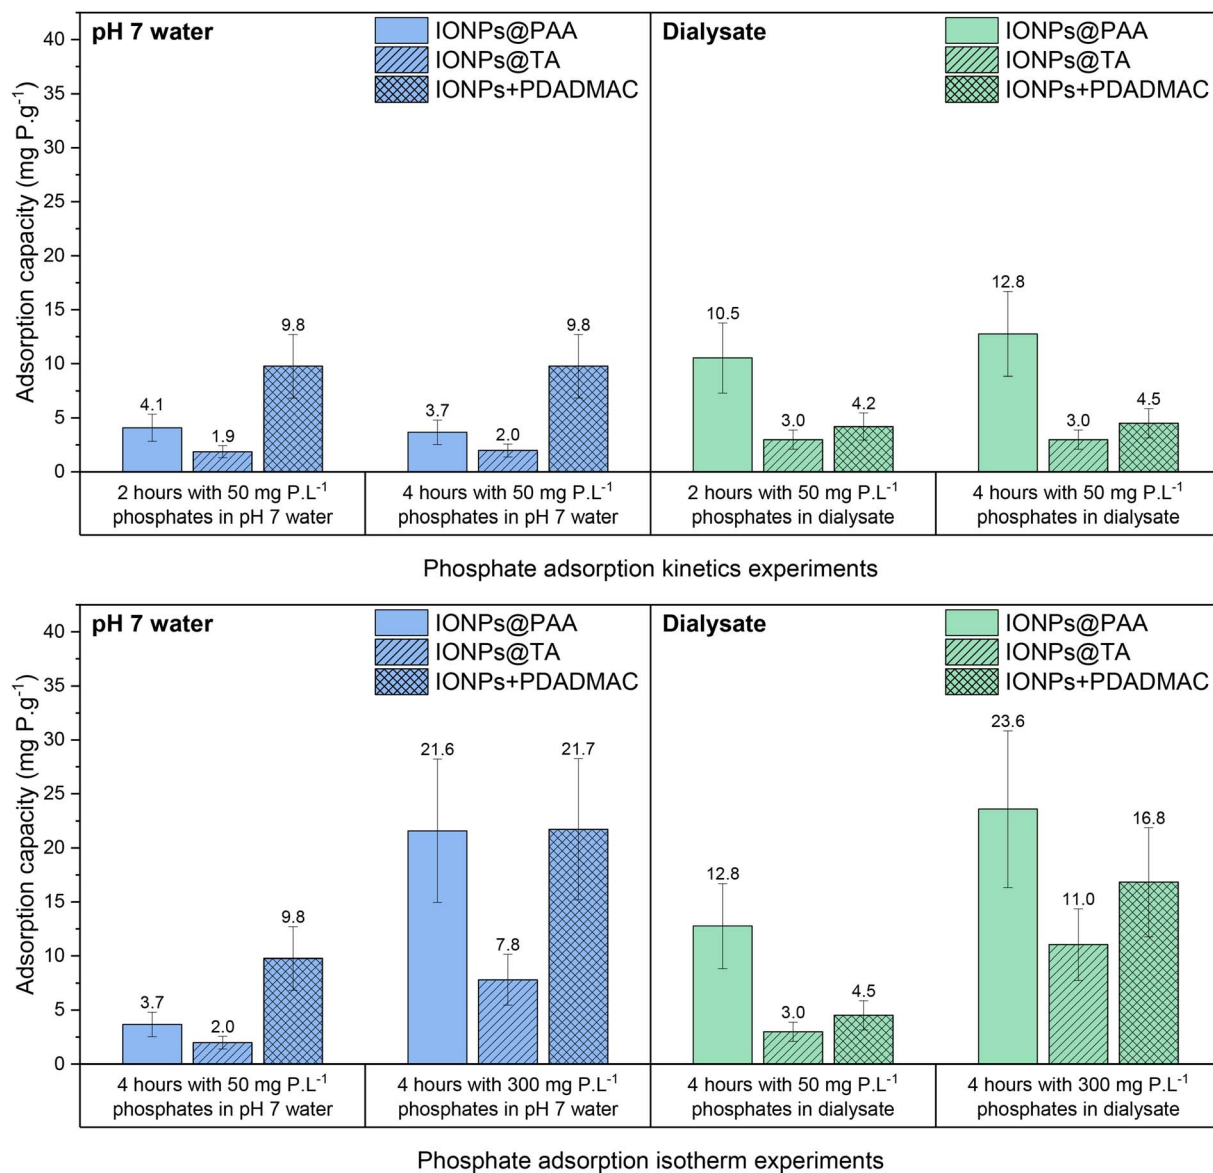 pH 7 water
IONPs@PAA
IONPs@TA
IONPs+PDADMAC
Dialysate
IONPs@PAA
IONPs@TA
IONPs+PDADMAC
Adsorption capacity (mg P.g⁻¹)
40
35
30
25
20
15
10
5
0
4.1
1.9
9.8
3.7
2.0
9.8
10.5
3.0
4.2
12.8
3.0
4.5
2 hours with 50 mg P.L⁻¹
phosphates in pH 7 water
4 hours with 50 mg P.L⁻¹
phosphates in pH 7 water
2 hours with 50 mg P.L⁻¹
phosphates in dialysate
4 hours with 50 mg P.L⁻¹
phosphates in dialysate
Phosphate adsorption kinetics experiments
pH 7 water
IONPs@PAA
IONPs@TA
IONPs+PDADMAC
Dialysate
IONPs@PAA
IONPs@TA
IONPs+PDADMAC
Adsorption capacity (mg P.g⁻¹)
40
35
30
25
20
15
10
5
0
3.7
2.0
9.8
21.6
7.8
21.7
12.8
3.0
4.5
23.6
11.0
16.8
4 hours with 50 mg P.L⁻¹
phosphates in pH 7 water
4 hours with 300 mg P.L⁻¹
phosphates in pH 7 water
4 hours with 50 mg P.L⁻¹
phosphates in dialysate
4 hours with 300 mg P.L⁻¹
phosphates in dialysate
Phosphate adsorption isotherm experiments